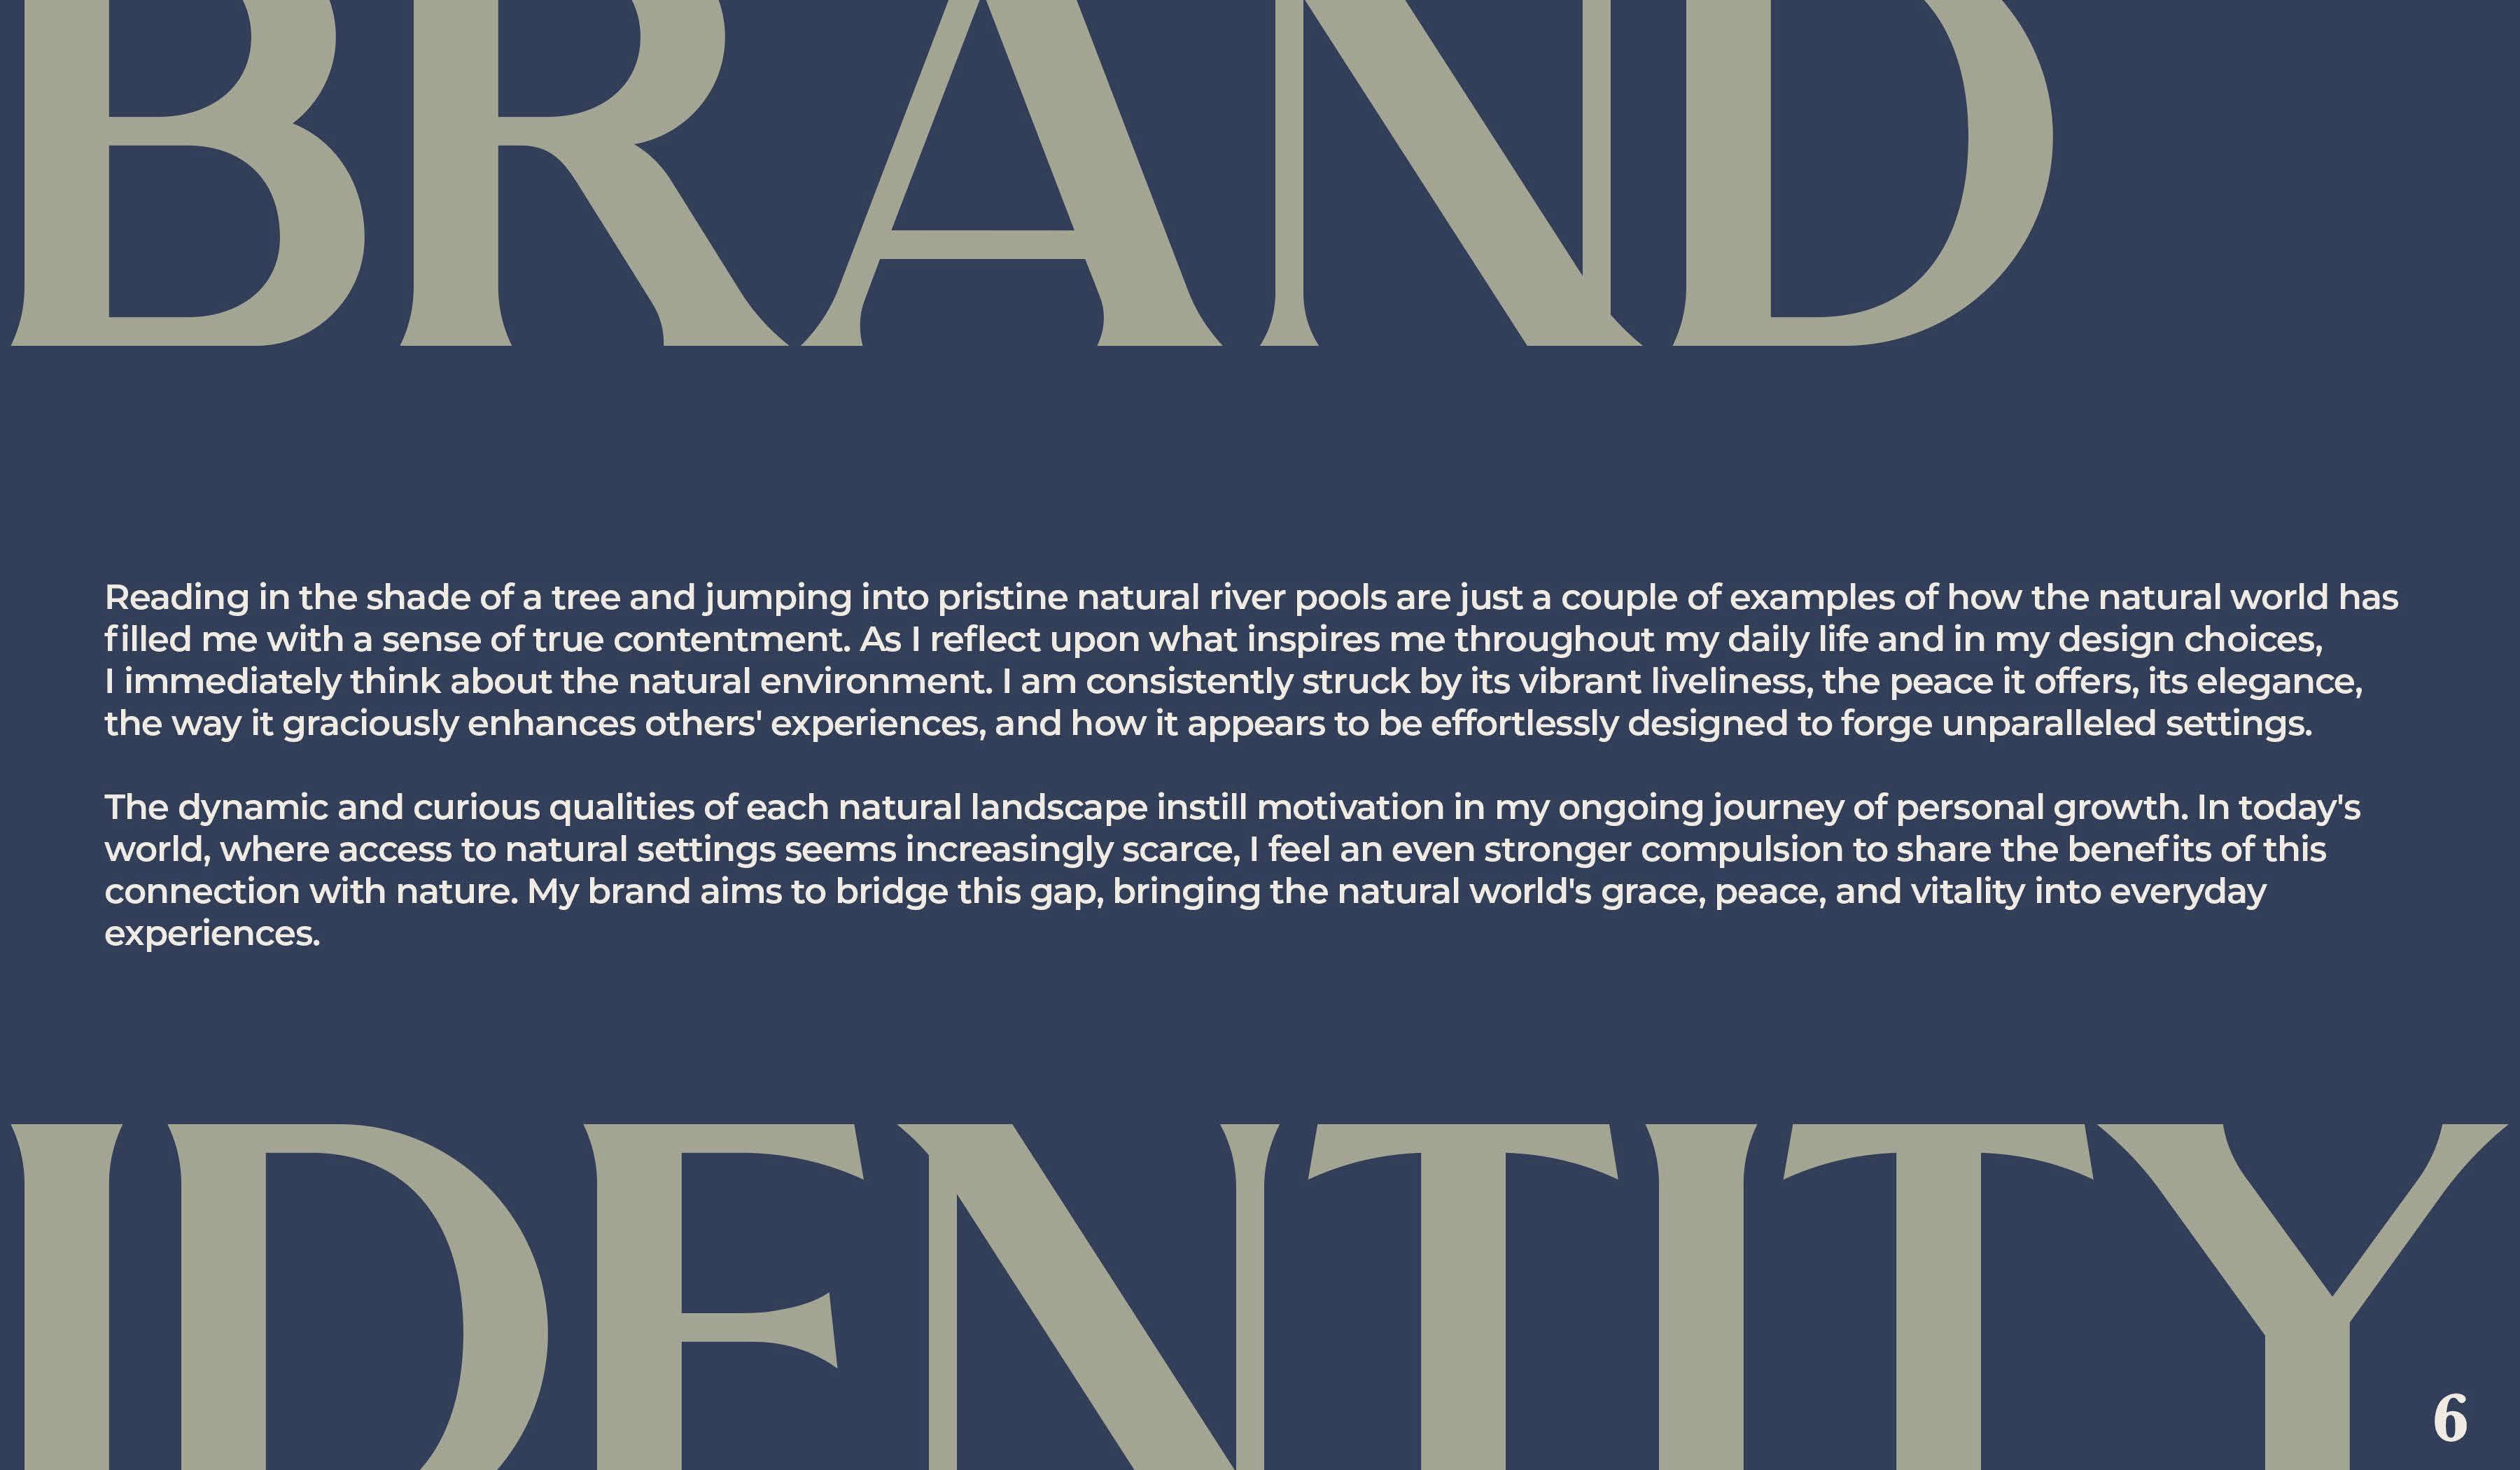 BRAND
Reading in the shade of a tree and jumping into pristine natural river pools are just a couple of examples of how the natural world has
filled me with a sense of true contentment. As I reflect upon what inspires me throughout my daily life and in my design choices,
I immediately think about the natural environment. I am consistently struck by its vibrant liveliness, the peace it offers, its elegance,
the way it graciously enhances others' experiences, and how it appears to be effortlessly designed to forge unparalleled settings.
The dynamic and curious qualities of each natural landscape instill motivation in my ongoing journey of personal growth. In today's
world, where access to natural settings seems increasingly scarce, I feel an even stronger compulsion to share the benefits of this
connection with nature. My brand aims to bridge this gap, bringing the natural world's grace, peace, and vitality into everyday
experiences.
IDENTITY
6